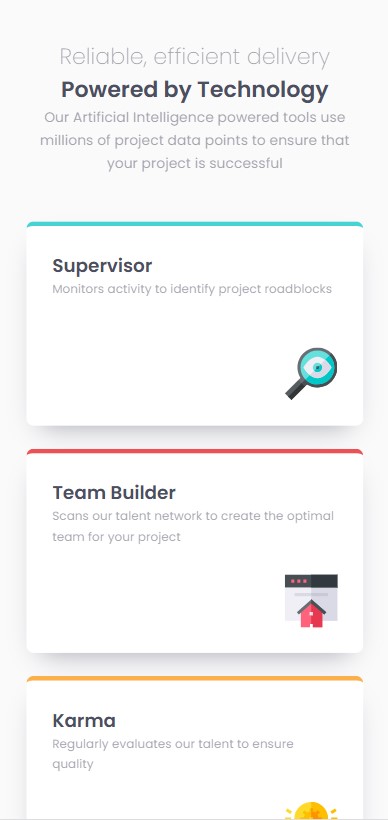 Reliable, efficient delivery
Powered by Technology
Our Artificial Intelligence powered tools use
millions of project data points to ensure that
your project is successful
Supervisor
Monitors activity to identify project roadblocks
Team Builder
Scans our talent network to create the optimal
team for your project
Karma
Regularly evaluates our talent to ensure
quality